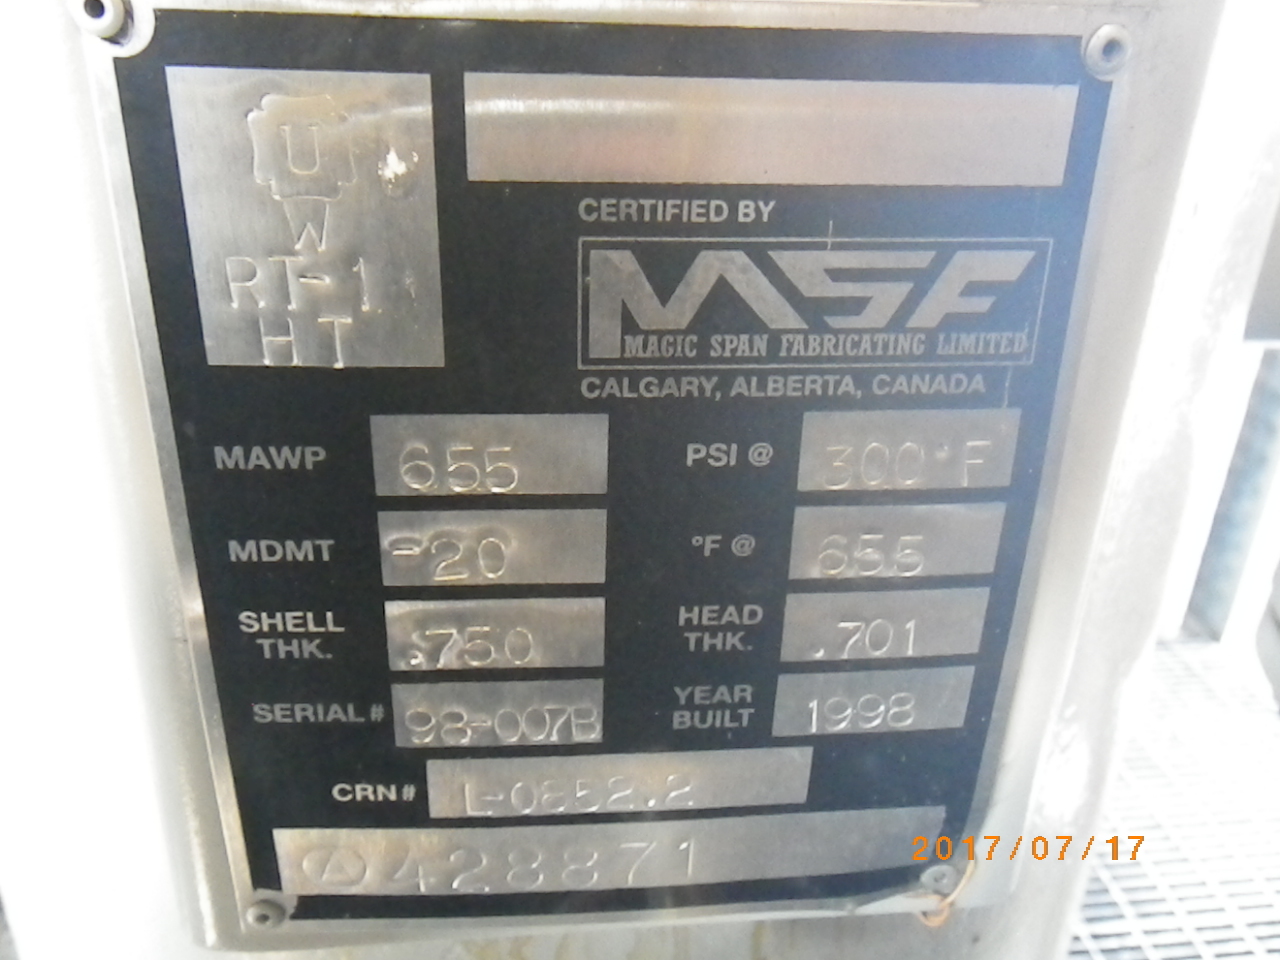 U
W
RT-1
HT
CERTIFIED BY
MSF
MAGIC SPAN FABRICATING LIMITED
CALGARY, ALBERTA, CANADA
MAWP 655 PSI @ 300°F
MDMT -20 °F @ 655
SHELL THK. .750 HEAD THK. .701
SERIAL# 98-007B YEAR BUILT 1998
CRN# L-0852.2
A 428871
2017/07/17